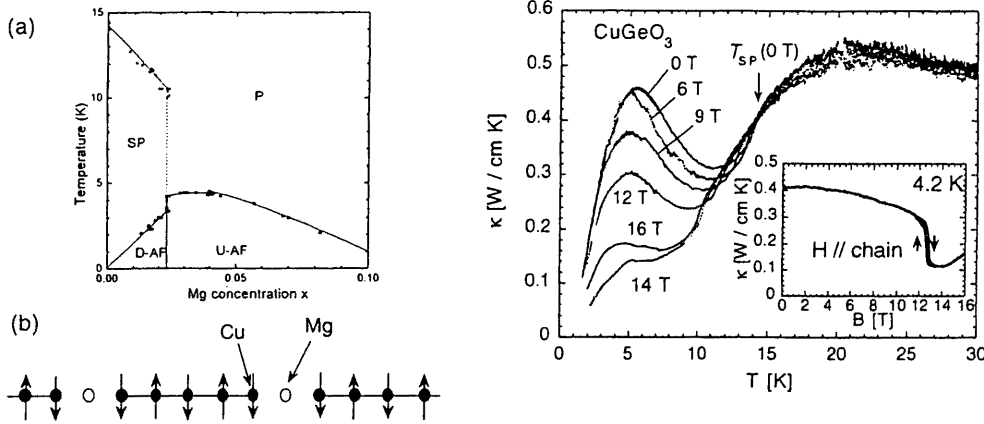 (a)
Temperature (K)
15
10
5
0
SP
P
D-AF
U-AF
0.00
0.05
0.10
Mg concentration x
(b)
Cu
Mg
O
O
κ [W / cm K]
0.6
0.5
0.4
0.3
0.2
0.1
0
CuGeO3
0 T
6 T
9 T
12 T
16 T
14 T
TSP(0 T)
0
5
10
15
20
25
30
T [K]
κ [W / cm K]
0.5
0.4
0.3
0.2
0.1
0
4.2 K
H // chain
0 2 4 6 8 10 12 14 16
B [T]